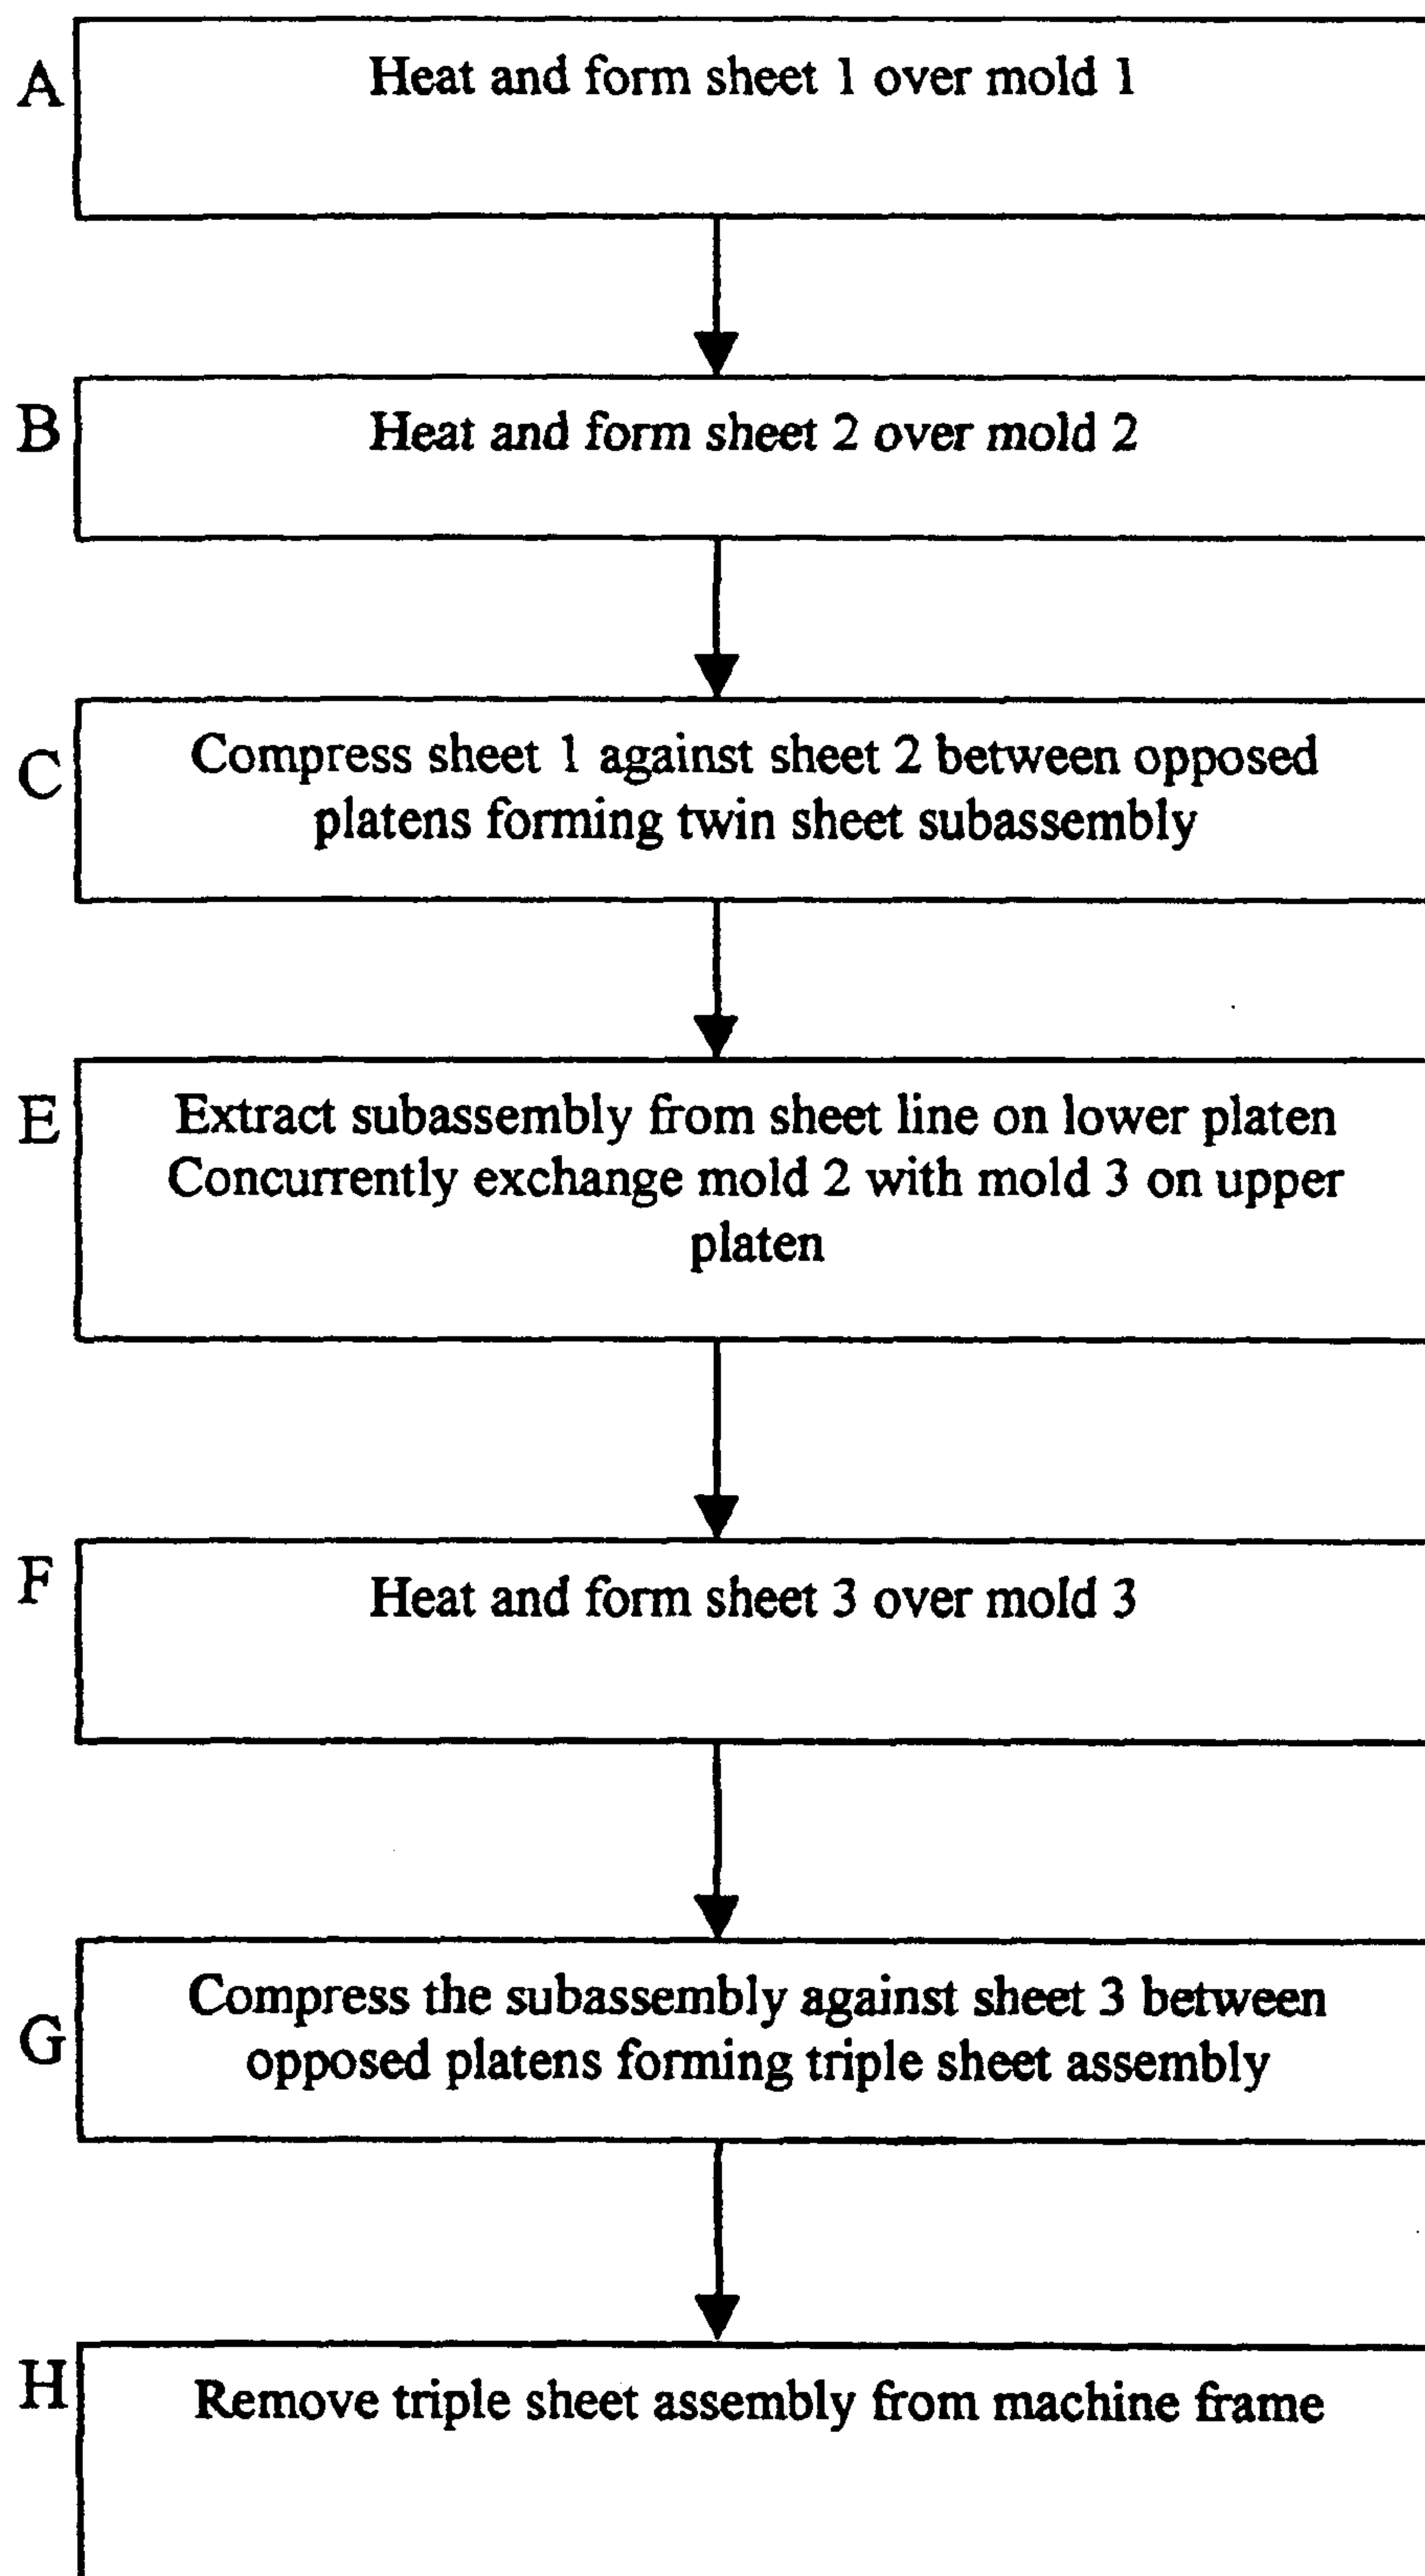 A
Heat and form sheet 1 over mold 1
B
Heat and form sheet 2 over mold 2
C
Compress sheet 1 against sheet 2 between opposed
platens forming twin sheet subassembly
E
Extract subassembly from sheet line on lower platen
Concurrently exchange mold 2 with mold 3 on upper
platen
F
Heat and form sheet 3 over mold 3
G
Compress the subassembly against sheet 3 between
opposed platens forming triple sheet assembly
H
Remove triple sheet assembly from machine frame